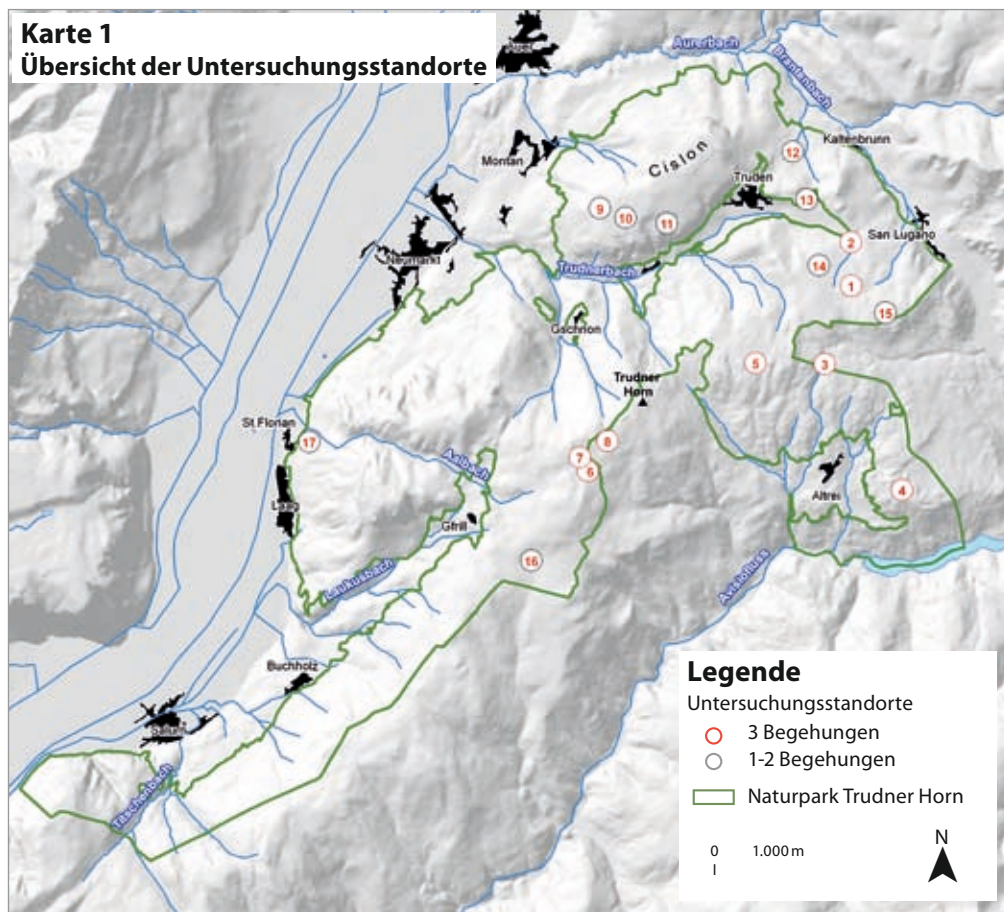 Karte 1
Übersicht der Untersuchungsstandorte
Auer
Aurerbach
Brantenbach
Kaltenbrunn
Montan
Cislon
12
Truden
13
9
10
11
2
San Lugano
Neumarkt
Trudnerbach
14
1
15
Gschnon
5
3
Trudner
Horn
St Florian
17
8
7
6
Aalbach
Altrei
4
Laag
Gfrill
16
Laukusbach
Avisiofluss
Buchholz
Salurn
Titschenbach
Legende
Untersuchungsstandorte
3 Begehungen
1-2 Begehungen
Naturpark Trudner Horn
0 1.000 m
N